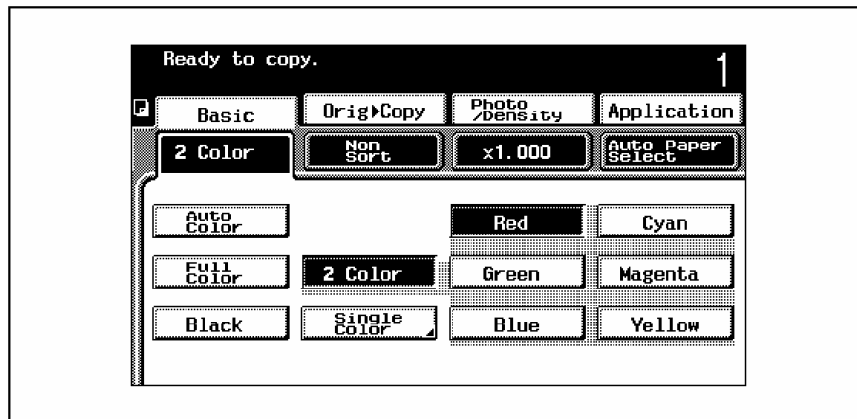 Ready to copy.
1
Basic
Orig▸Copy
Photo
/Density
Application
2 Color
Non
Sort
x1.000
Auto Paper
Select
Auto
Color
Red
Cyan
Full
Color
2 Color
Green
Magenta
Black
Single
Color
Blue
Yellow